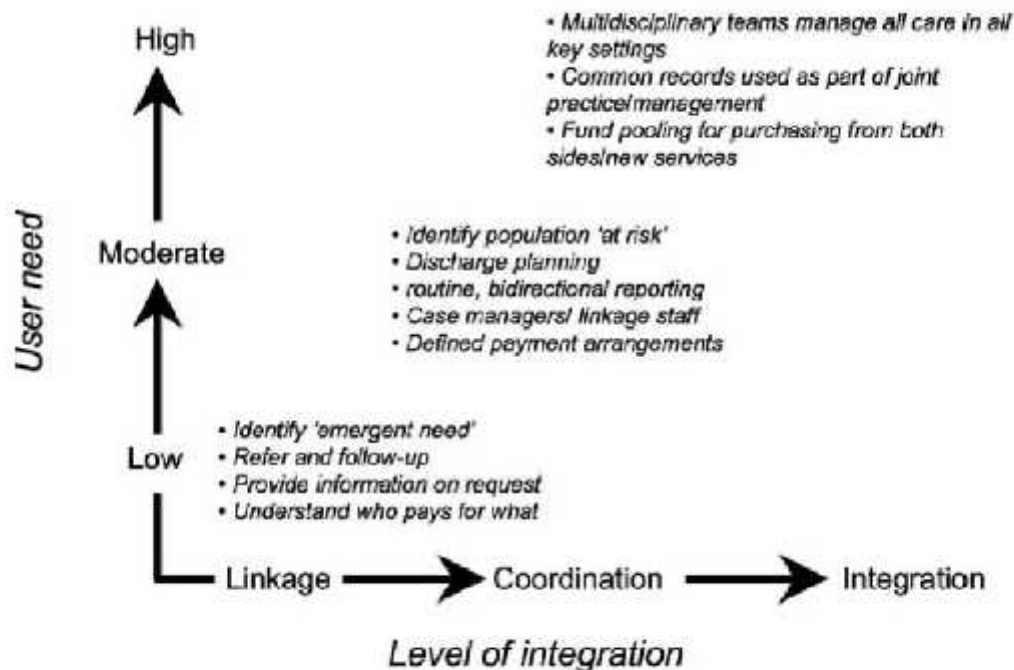 High
• Multidisciplinary teams manage all care in all
key settings
• Common records used as part of joint
practice/management
• Fund pooling for purchasing from both
sides/new services
User need
Moderate
• Identify population 'at risk'
• Discharge planning
• routine, bidirectional reporting
• Case managers/ linkage staff
• Defined payment arrangements
Low
• Identify 'emergent need'
• Refer and follow-up
• Provide information on request
• Understand who pays for what
Linkage Coordination Integration
Level of integration